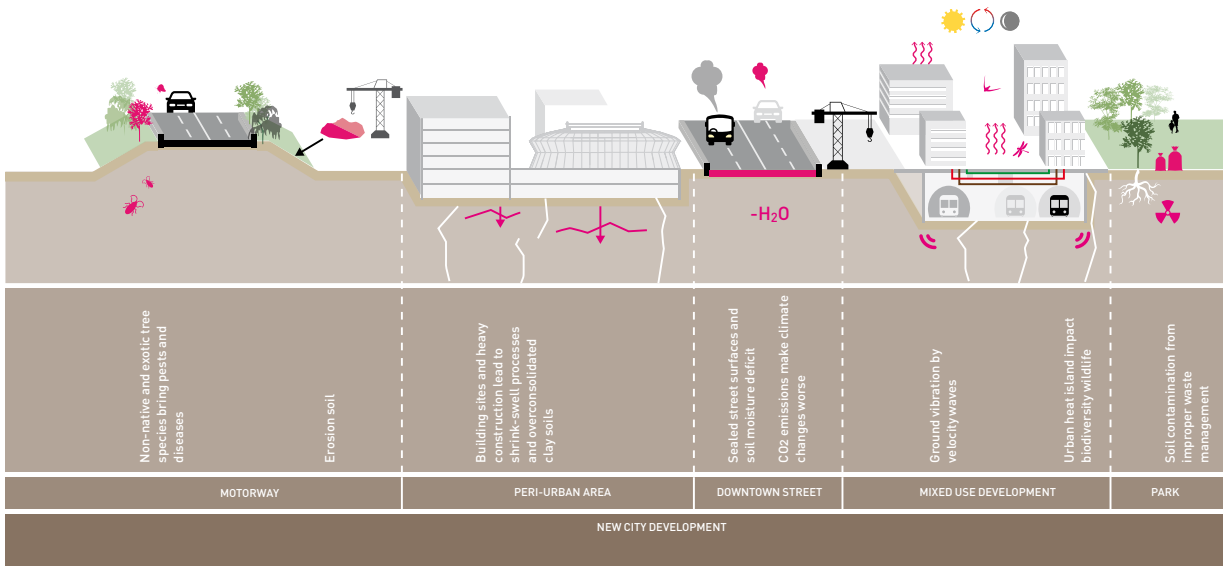 -H₂O
Non-native and exotic tree
species bring pests and
diseases
Erosion soil
Building sites and heavy
construction lead to
shrink-swell processes
and overconsolidated
clay soils
Sealed street surfaces and
soil moisture deficit
CO2 emissions make climate
changes worse
Ground vibration by
velocity waves
Urban heat island impact
biodiversity wildlife
Soil contamination from
improper waste
management
MOTORWAY
PERI-URBAN AREA
DOWNTOWN STREET
MIXED USE DEVELOPMENT
PARK
NEW CITY DEVELOPMENT